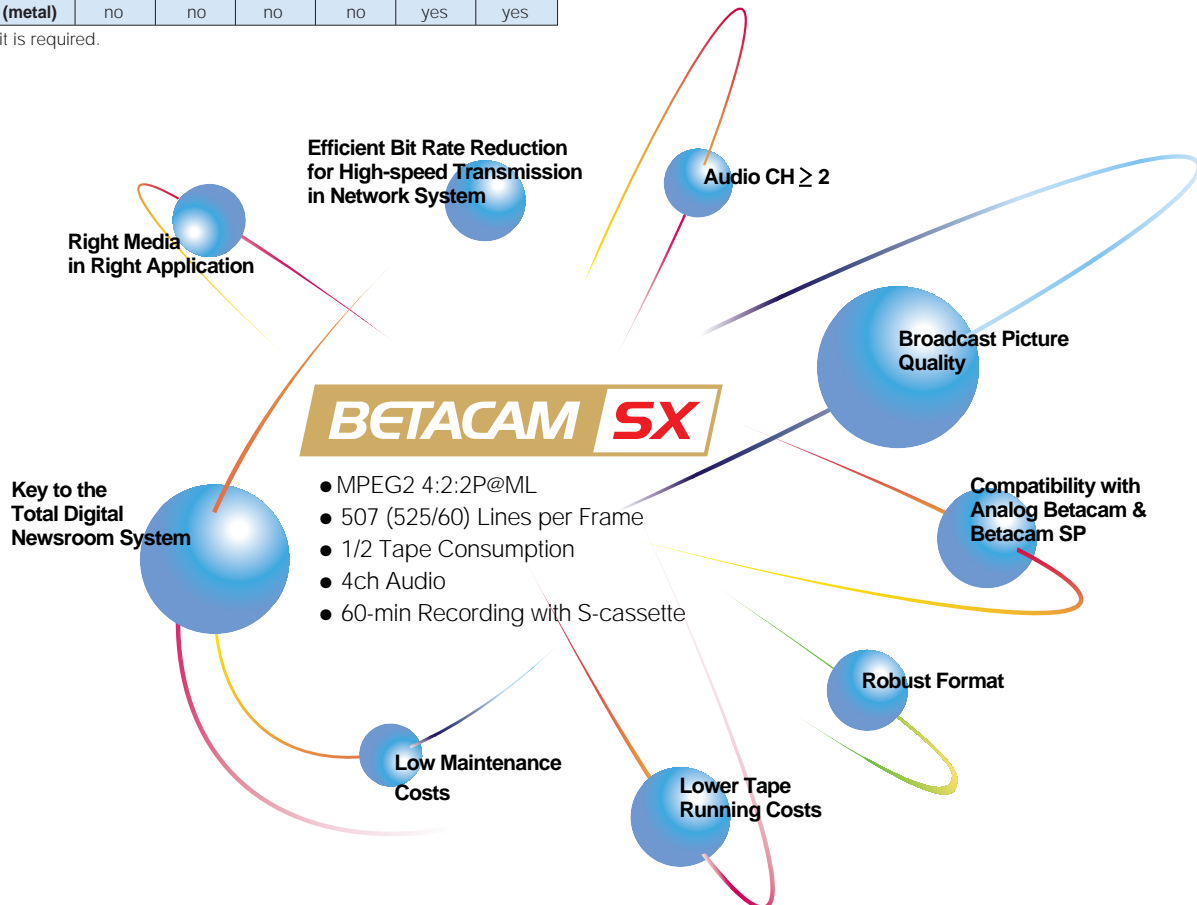 (metal) no no no no yes yes
it is required.
Efficient Bit Rate Reduction
for High-speed Transmission
in Network System
Audio CH ≥ 2
Right Media
in Right Application
Broadcast Picture
Quality
BETACAM SX
Key to the
Total Digital
Newsroom System
● MPEG2 4:2:2P@ML
● 507 (525/60) Lines per Frame
● 1/2 Tape Consumption
● 4ch Audio
● 60-min Recording with S-cassette
Compatibility with
Analog Betacam &
Betacam SP
Robust Format
Low Maintenance
Costs
Lower Tape
Running Costs